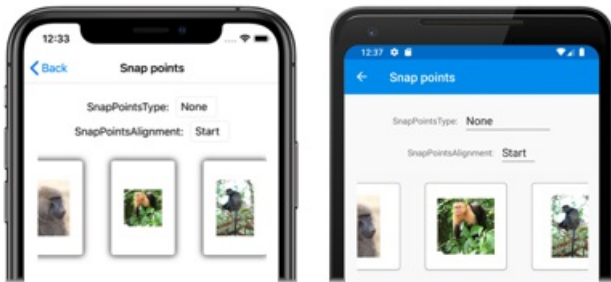 12:33
Back
Snap points
SnapPointsType: None
SnapPointsAlignment: Start
12:37
Snap points
SnapPointsType: None
SnapPointsAlignment: Start